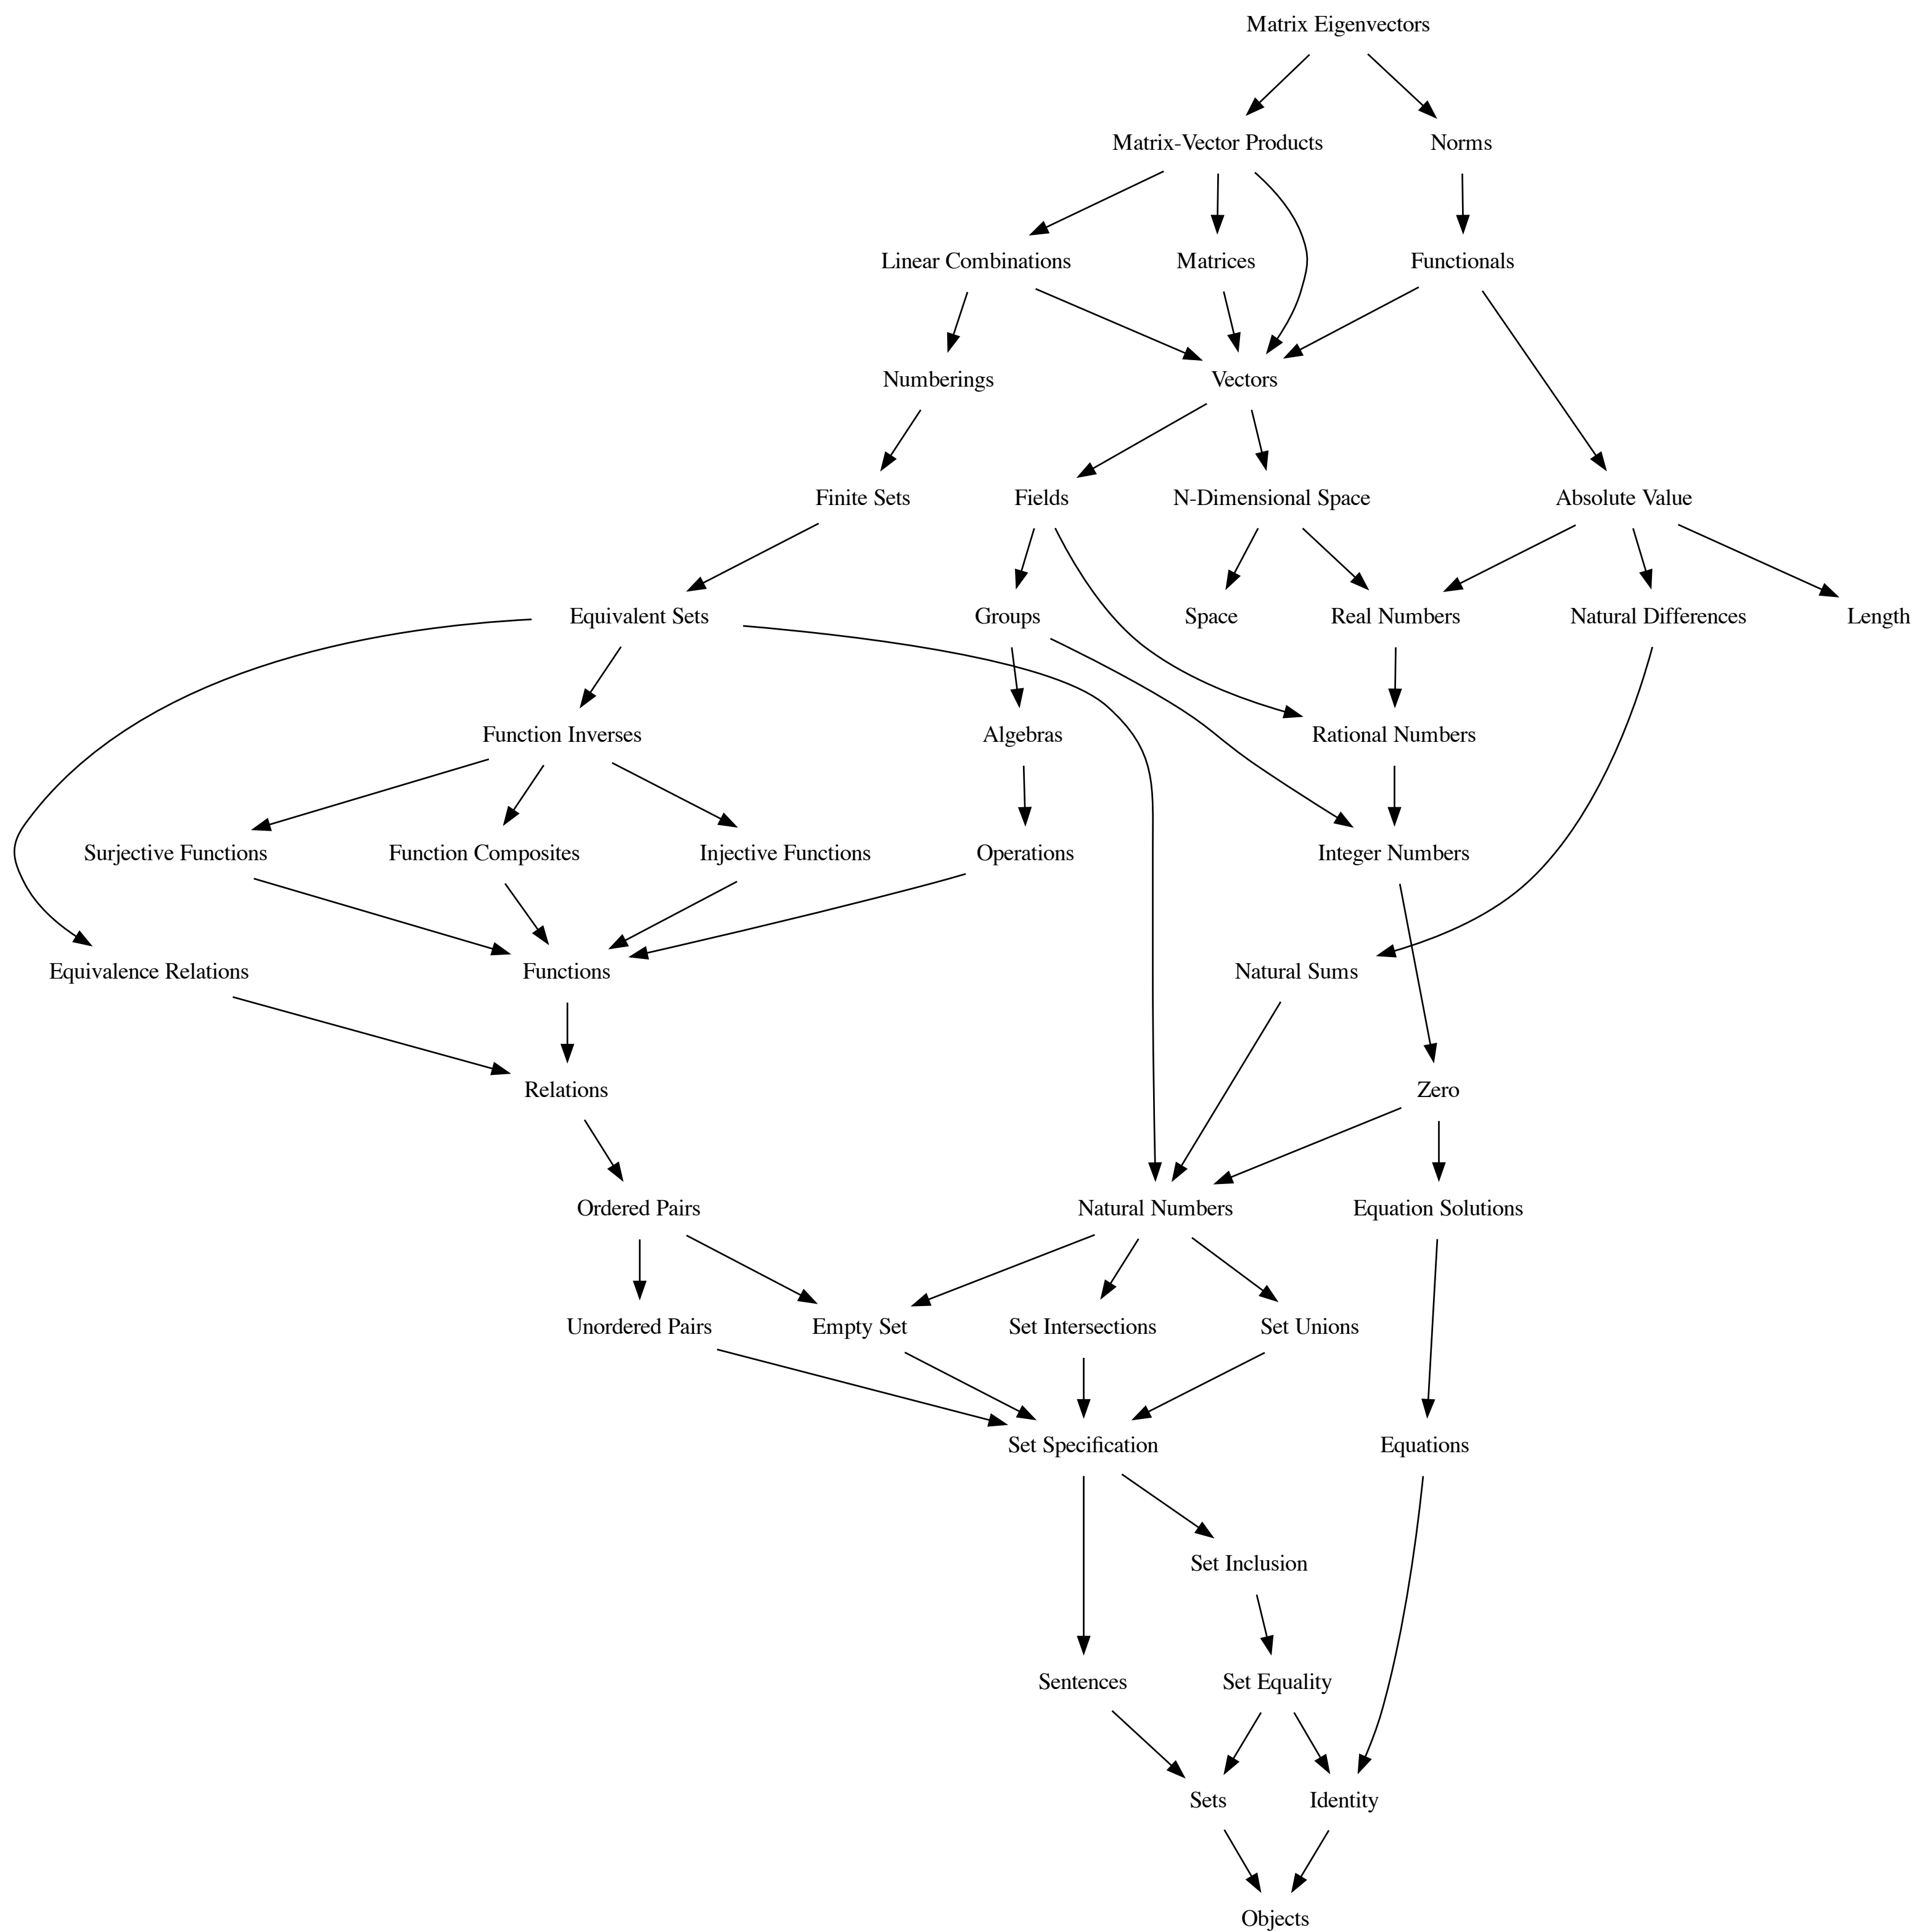 Matrix Eigenvectors
Matrix-Vector Products
Norms
Linear Combinations
Matrices
Functionals
Numberings
Vectors
Finite Sets
Fields
N-Dimensional Space
Absolute Value
Equivalent Sets
Groups
Space
Real Numbers
Natural Differences
Length
Function Inverses
Algebras
Rational Numbers
Surjective Functions
Function Composites
Injective Functions
Operations
Integer Numbers
Equivalence Relations
Functions
Natural Sums
Relations
Zero
Ordered Pairs
Natural Numbers
Equation Solutions
Unordered Pairs
Empty Set
Set Intersections
Set Unions
Set Specification
Equations
Set Inclusion
Sentences
Set Equality
Sets
Identity
Objects